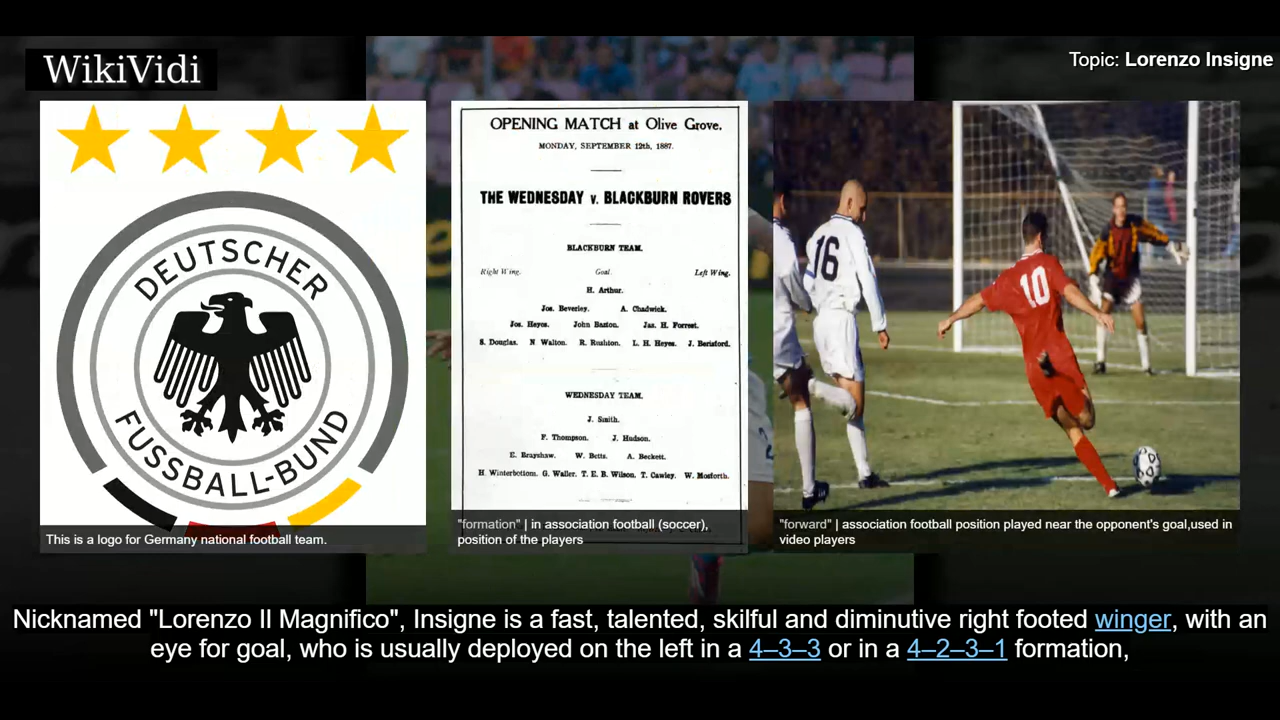 WikiVidi
Topic: Lorenzo Insigne
DEUTSCHER
FUSSBALL-BUND
This is a logo for Germany national football team.
OPENING MATCH at Olive Grove.
MONDAY, SEPTEMBER 12th, 1887.
THE WEDNESDAY v. BLACKBURN ROVERS
BLACKBURN TEAM.
Right Wing. Goal. Left Wing.
H. Arthur.
Jos. Beverley. A. Chadwick.
Jos. Heyes. John Barton. Jas. H. Forrest.
S. Douglas. N Walton. R. Rushton. L. H. Heyes. J. Beresford.
WEDNESDAY TEAM.
J. Smith.
F. Thompson. J. Hudson.
E. Brayshaw. W. Betts. A. Beckett.
H. Winterbottom. G. Waller. T. E. B. Wilson. T. Cawley. W. Mosforth.
"formation" | in association football (soccer),
position of the players
16
10
"forward" | association football position played near the opponent's goal,used in
video players
Nicknamed "Lorenzo Il Magnifico", Insigne is a fast, talented, skilful and diminutive right footed winger, with an
eye for goal, who is usually deployed on the left in a 4–3–3 or in a 4–2–3–1 formation,